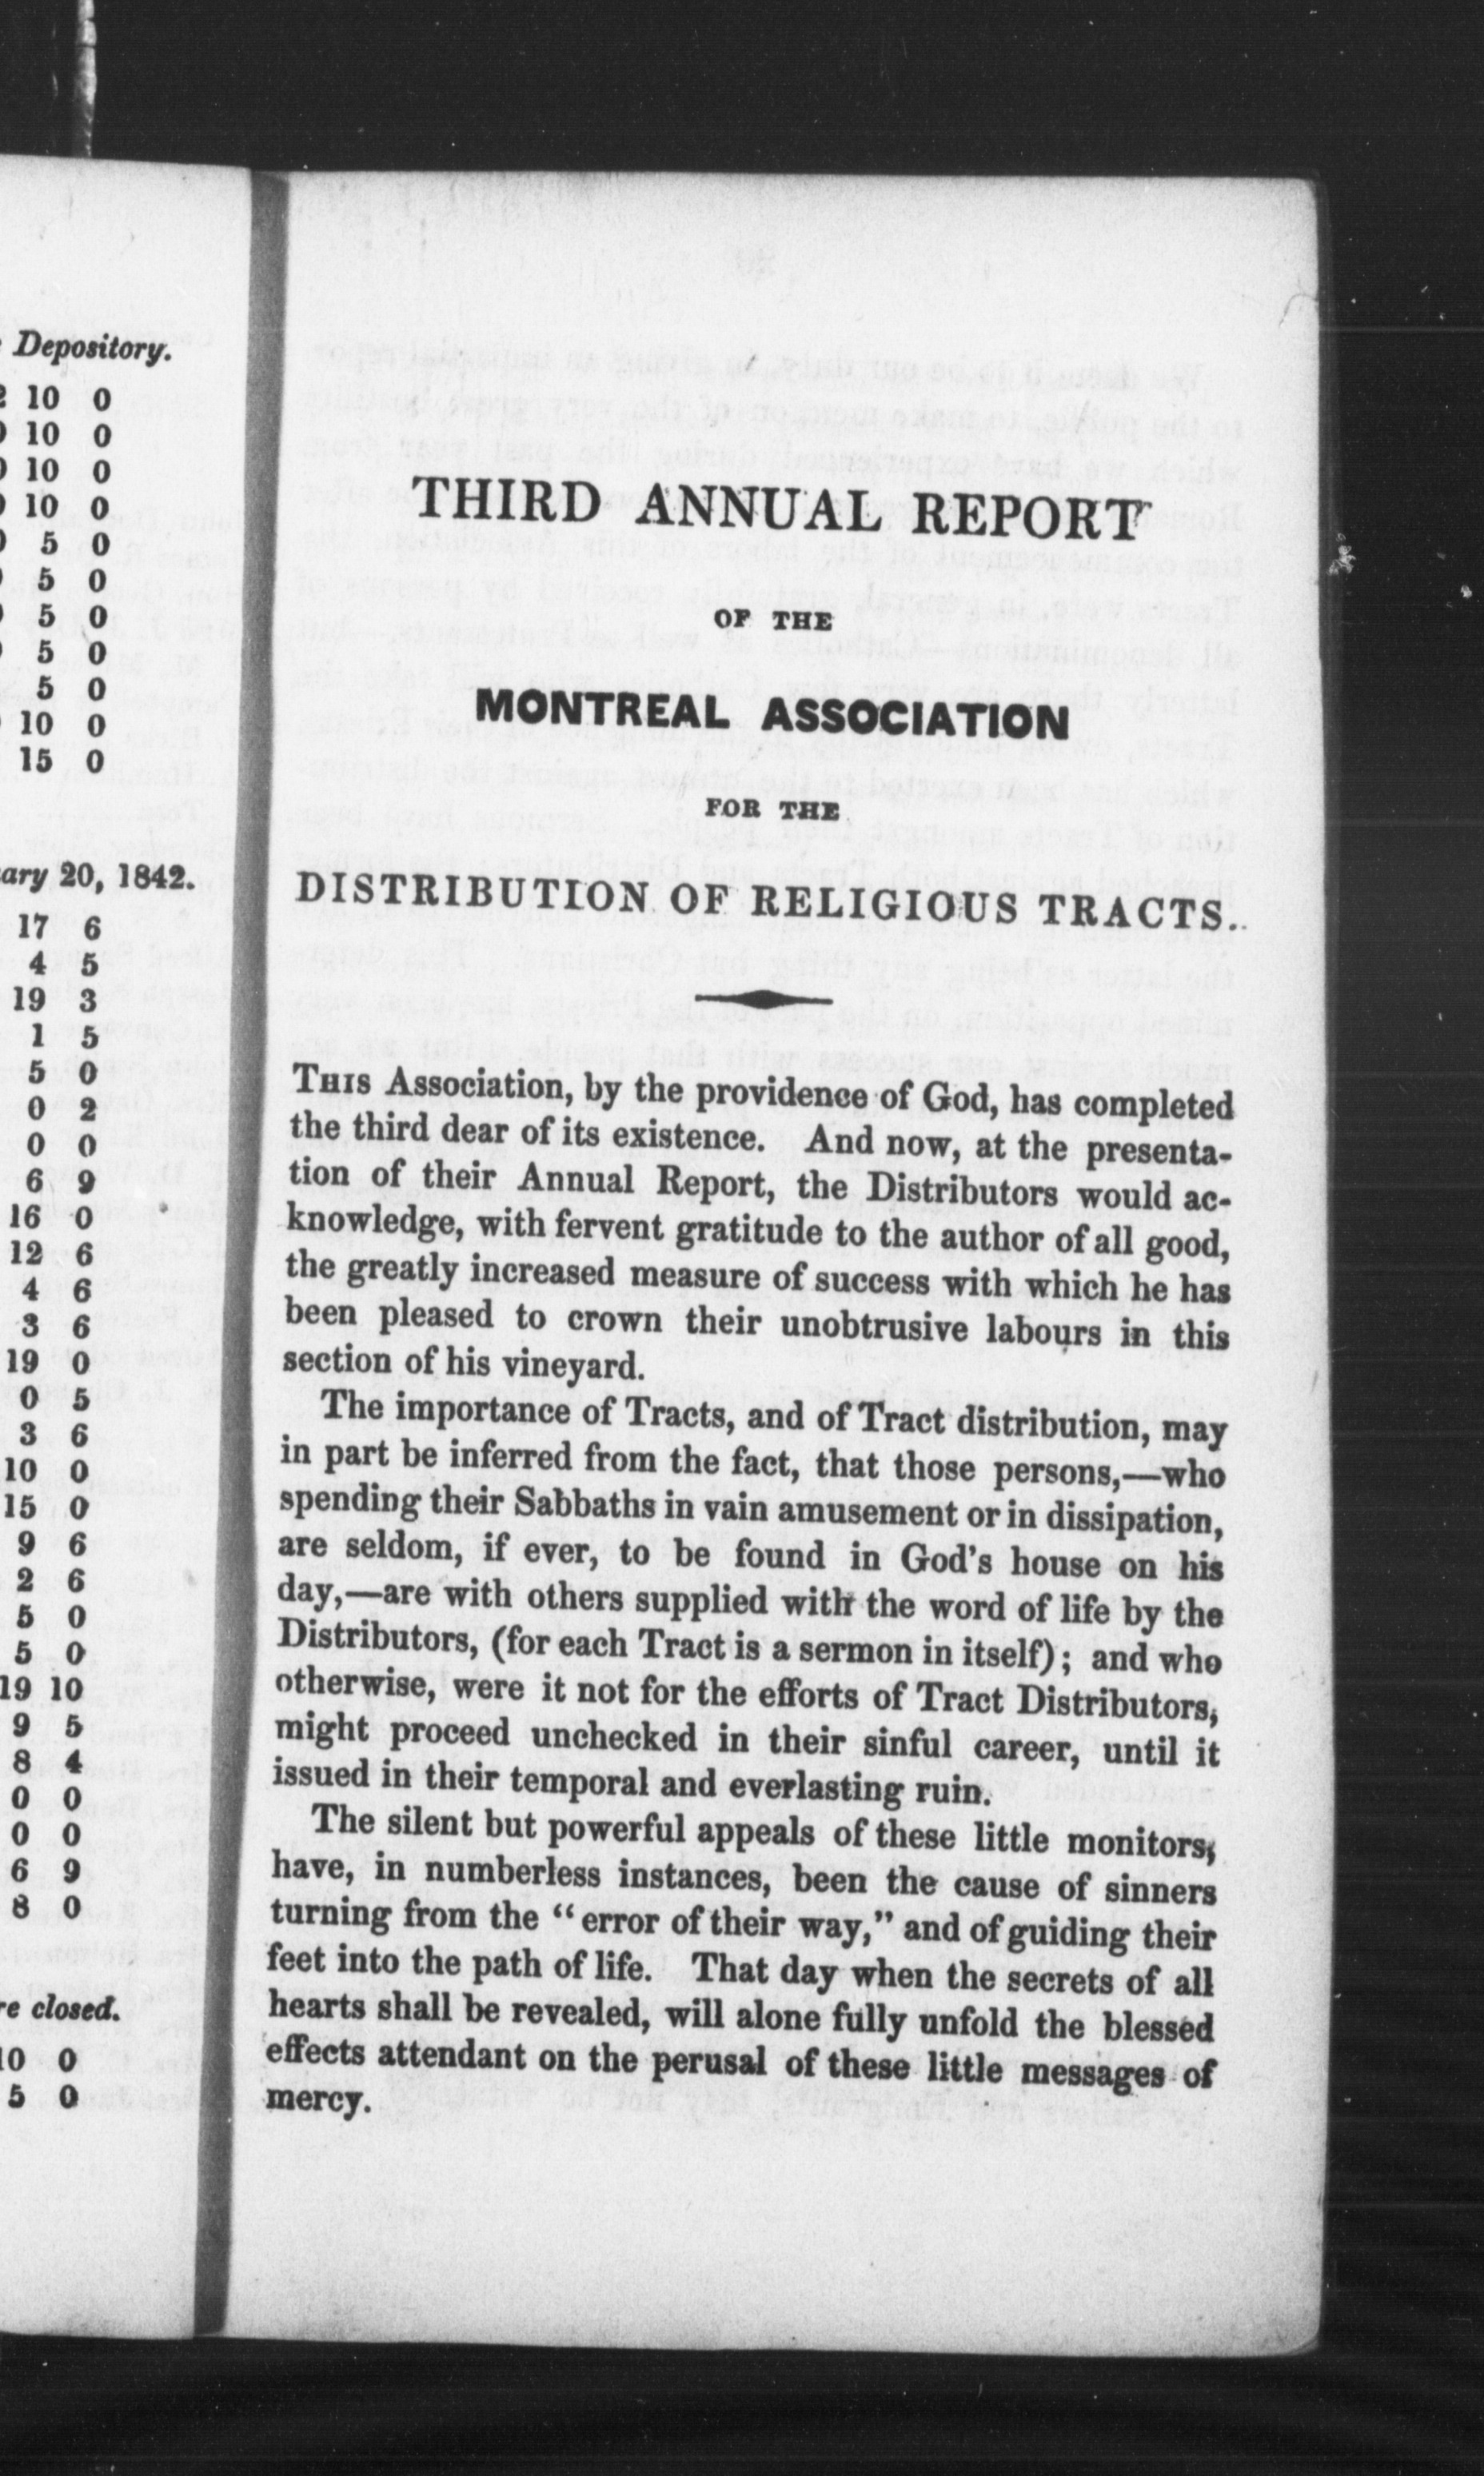 Depository.
10 0
10 0
10 0
10 0
5 0
5 0
5 0
5 0
5 0
10 0
15 0
20, 1842.
17 6
4 5
19 3
1 5
5 0
0 2
0 0
6 9
16 0
12 6
4 6
3 6
19 0
0 5
3 6
10 0
15 0
9 6
2 6
5 0
5 0
19 10
9 5
8 4
0 0
0 0
6 9
8 0
closed.
10 0
5 0
THIRD ANNUAL REPORT
OF THE
MONTREAL ASSOCIATION
FOR THE
DISTRIBUTION OF RELIGIOUS TRACTS.
THIS Association, by the providence of God, has completed
the third dear of its existence. And now, at the presenta-
tion of their Annual Report, the Distributors would ac-
knowledge, with fervent gratitude to the author of all good,
the greatly increased measure of success with which he has
been pleased to crown their unobtrusive labours in this
section of his vineyard.
The importance of Tracts, and of Tract distribution, may
in part be inferred from the fact, that those persons,—who
spending their Sabbaths in vain amusement or in dissipation,
are seldom, if ever, to be found in God's house on his
day,—are with others supplied with the word of life by the
Distributors, (for each Tract is a sermon in itself); and who
otherwise, were it not for the efforts of Tract Distributors,
might proceed unchecked in their sinful career, until it
issued in their temporal and everlasting ruin.
The silent but powerful appeals of these little monitors,
have, in numberless instances, been the cause of sinners
turning from the "error of their way," and of guiding their
feet into the path of life. That day when the secrets of all
hearts shall be revealed, will alone fully unfold the blessed
effects attendant on the perusal of these little messages of
mercy.